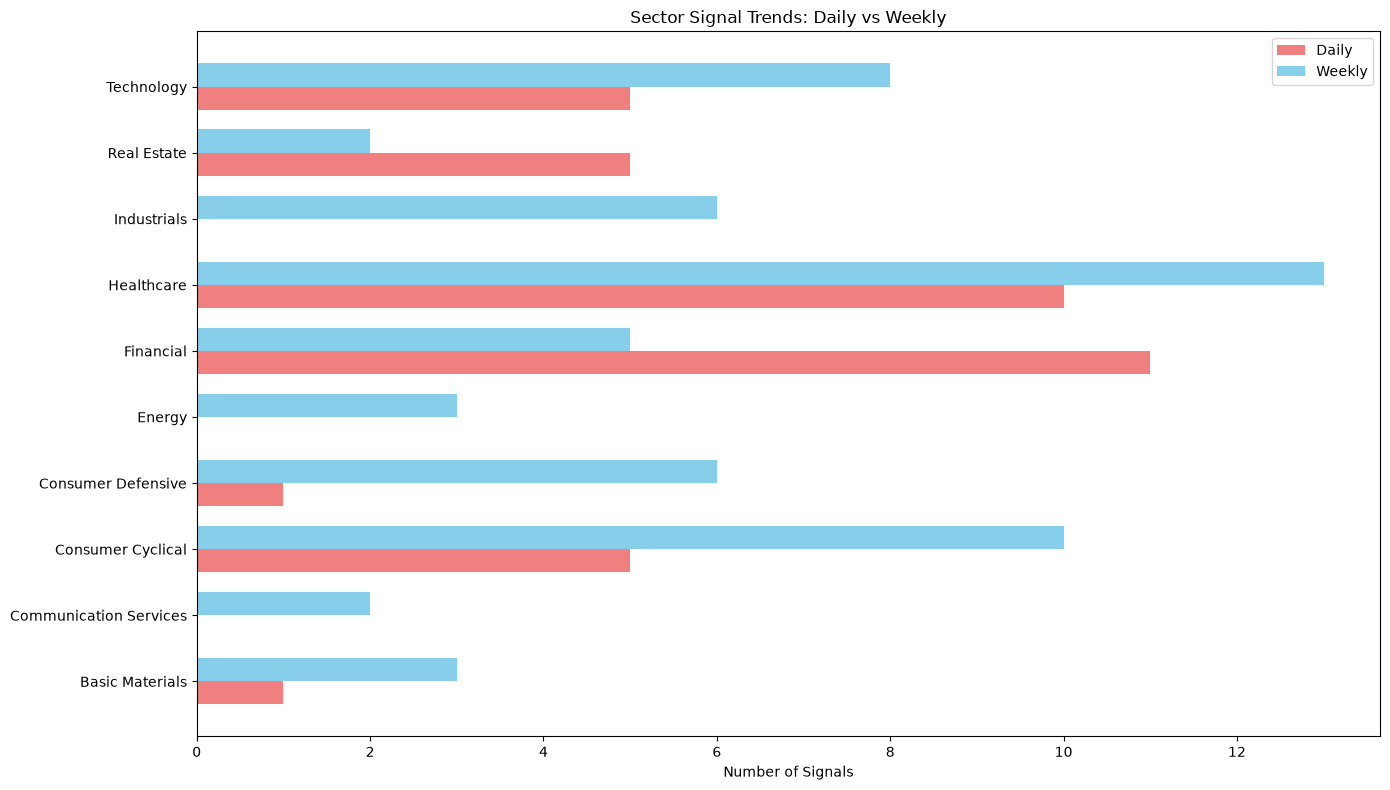 Sector Signal Trends: Daily vs Weekly
Daily
Weekly
Technology
Real Estate
Industrials
Healthcare
Financial
Energy
Consumer Defensive
Consumer Cyclical
Communication Services
Basic Materials
0 2 4 6 8 10 12
Number of Signals